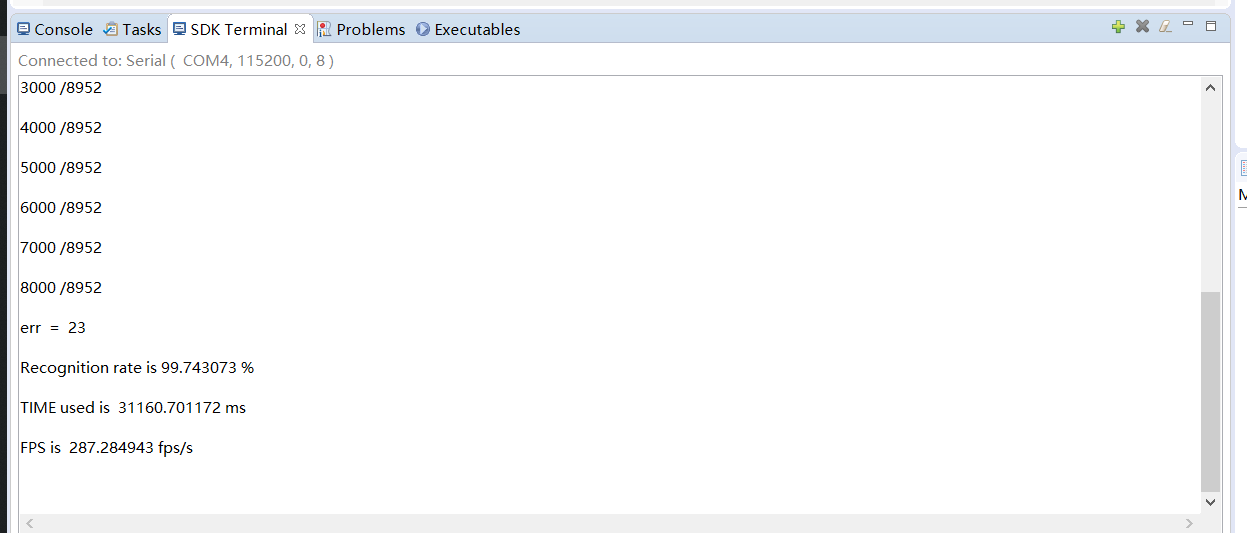 Console Tasks SDK Terminal Problems Executables
Connected to: Serial ( COM4, 115200, 0, 8 )
3000 /8952
4000 /8952
5000 /8952
6000 /8952
7000 /8952
8000 /8952
err = 23
Recognition rate is 99.743073 %
TIME used is 31160.701172 ms
FPS is 287.284943 fps/s